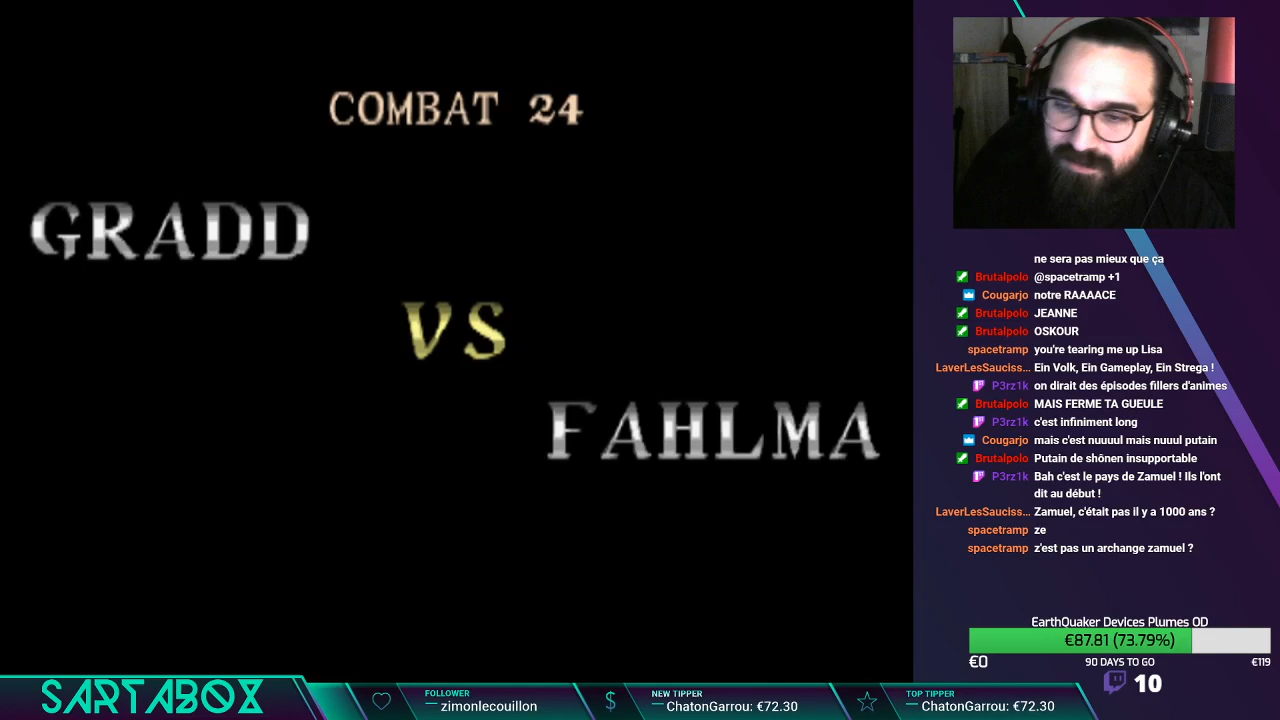 COMBAT 24
GRADD
VS
FAHLMA
ne sera pas mieux que ça
Brutalpolo @spacetramp +1
Cougarjo notre RAAAACE
Brutalpolo JEANNE
Brutalpolo OSKOUR
spacetramp you're tearing me up Lisa
LaverLesSauciss... Ein Volk, Ein Gameplay, Ein Strega !
P3rz1k on dirait des épisodes fillers d'animes
Brutalpolo MAIS FERME TA GUEULE
P3rz1k c'est infiniment long
Cougarjo mais c'est nuuuul mais nuuul putain
Brutalpolo Putain de shônen insupportable
P3rz1k Bah c'est le pays de Zamuel ! Ils l'ont
dit au début !
LaverLesSauciss... Zamuel, c'était pas il y a 1000 ans ?
spacetramp ze
spacetramp z'est pas un archange zamuel ?
EarthQuaker Devices Plumes OD
€87.81 (73.79%)
€0 90 DAYS TO GO €119
10
SARTABOX
FOLLOWER
zimonlecouillon
$
NEW TIPPER
ChatonGarrou: €72.30
TOP TIPPER
ChatonGarrou: €72.30